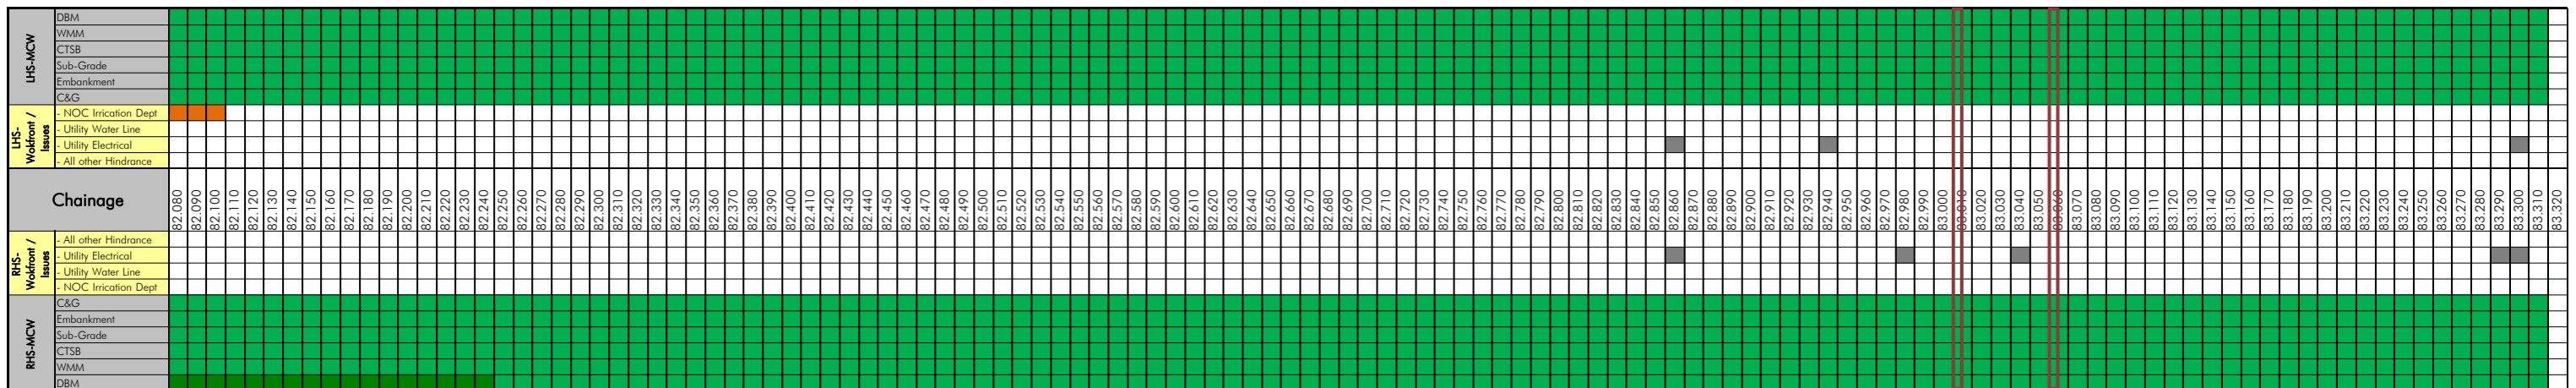 LHS-MCW
DBM
WMM
CTSB
Sub-Grade
Embankment
C&G
LHS-
Wokfront /
Issues
- NOC Irrication Dept
- Utility Water Line
- Utility Electrical
- All other Hindrance
Chainage
82.080 82.090 82.100 82.110 82.120 82.130 82.140 82.150 82.160 82.170 82.180 82.190 82.200 82.210 82.220 82.230 82.240 82.250 82.260 82.270 82.280 82.290 82.300 82.310 82.320 82.330 82.340 82.350 82.360 82.370 82.380 82.390 82.400 82.410 82.420 82.430 82.440 82.450 82.460 82.470 82.480 82.490 82.500 82.510 82.520 82.530 82.540 82.550 82.560 82.570 82.580 82.590 82.600 82.610 82.620 82.630 82.640 82.650 82.660 82.670 82.680 82.690 82.700 82.710 82.720 82.730 82.740 82.750 82.760 82.770 82.780 82.790 82.800 82.810 82.820 82.830 82.840 82.850 82.860 82.870 82.880 82.890 82.900 82.910 82.920 82.930 82.940 82.950 82.960 82.970 82.980 82.990 83.000 83.020 83.030 83.040 83.050 83.070 83.080 83.090 83.100 83.110 83.120 83.130 83.140 83.150 83.160 83.170 83.180 83.190 83.200 83.210 83.220 83.230 83.240 83.250 83.260 83.270 83.280 83.290 83.300 83.310 83.320
RHS-
Wokfront /
Issues
- All other Hindrance
- Utility Electrical
- Utility Water Line
- NOC Irrication Dept
RHS-MCW
C&G
Embankment
Sub-Grade
CTSB
WMM
DBM